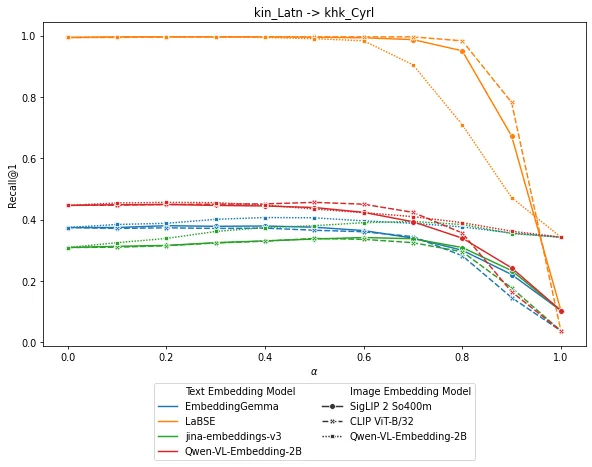 kin_Latn -> khk_Cyrl
Recall@1
1.0
0.8
0.6
0.4
0.2
0.0
0.0 0.2 0.4 0.6 0.8 1.0
α
Text Embedding Model
EmbeddingGemma
LaBSE
jina-embeddings-v3
Qwen-VL-Embedding-2B
Image Embedding Model
SigLIP 2 So400m
CLIP ViT-B/32
Qwen-VL-Embedding-2B